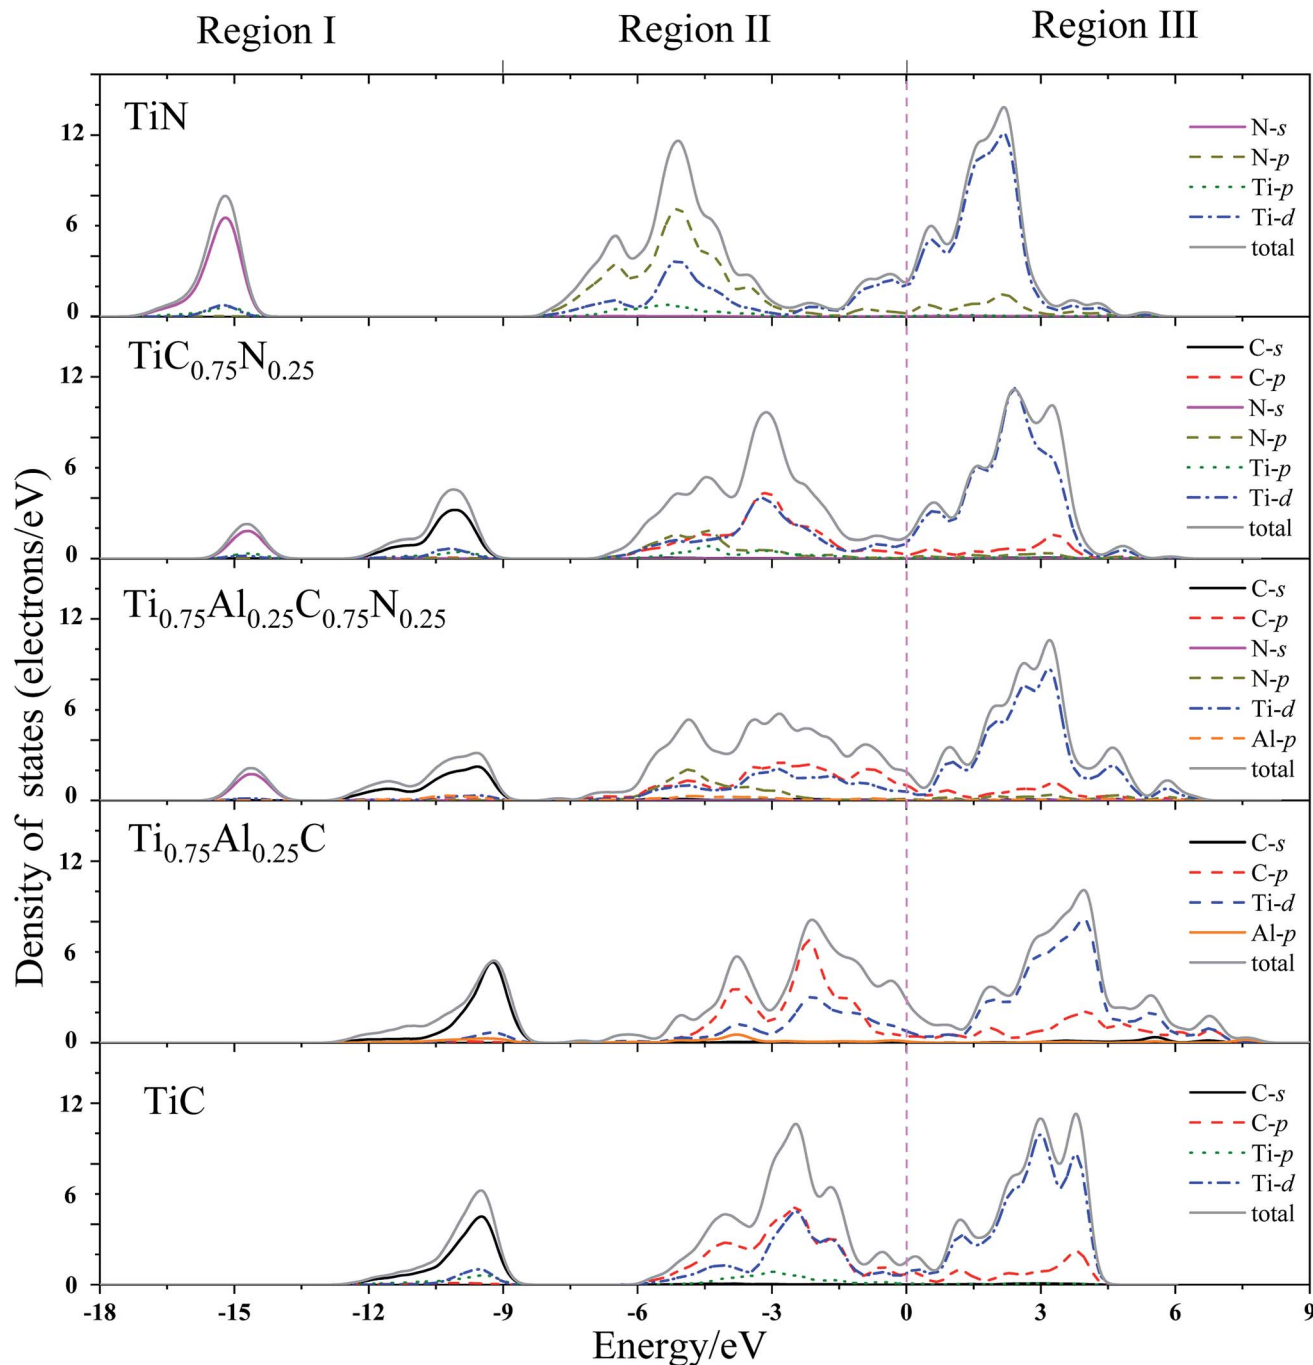 Region I Region II Region III
TiN
12
6
0
N-s
N-p
Ti-p
Ti-d
total
TiC0.75N0.25
12
6
0
C-s
C-p
N-s
N-p
Ti-p
Ti-d
total
Ti0.75Al0.25C0.75N0.25
12
6
0
C-s
C-p
N-s
N-p
Ti-d
Al-p
total
Ti0.75Al0.25C
12
6
0
C-s
C-p
Ti-d
Al-p
total
TiC
12
6
0
C-s
C-p
Ti-p
Ti-d
total
-18 -15 -12 -9 -6 -3 0 3 6 9
Energy/eV
Density of states (electrons/eV)